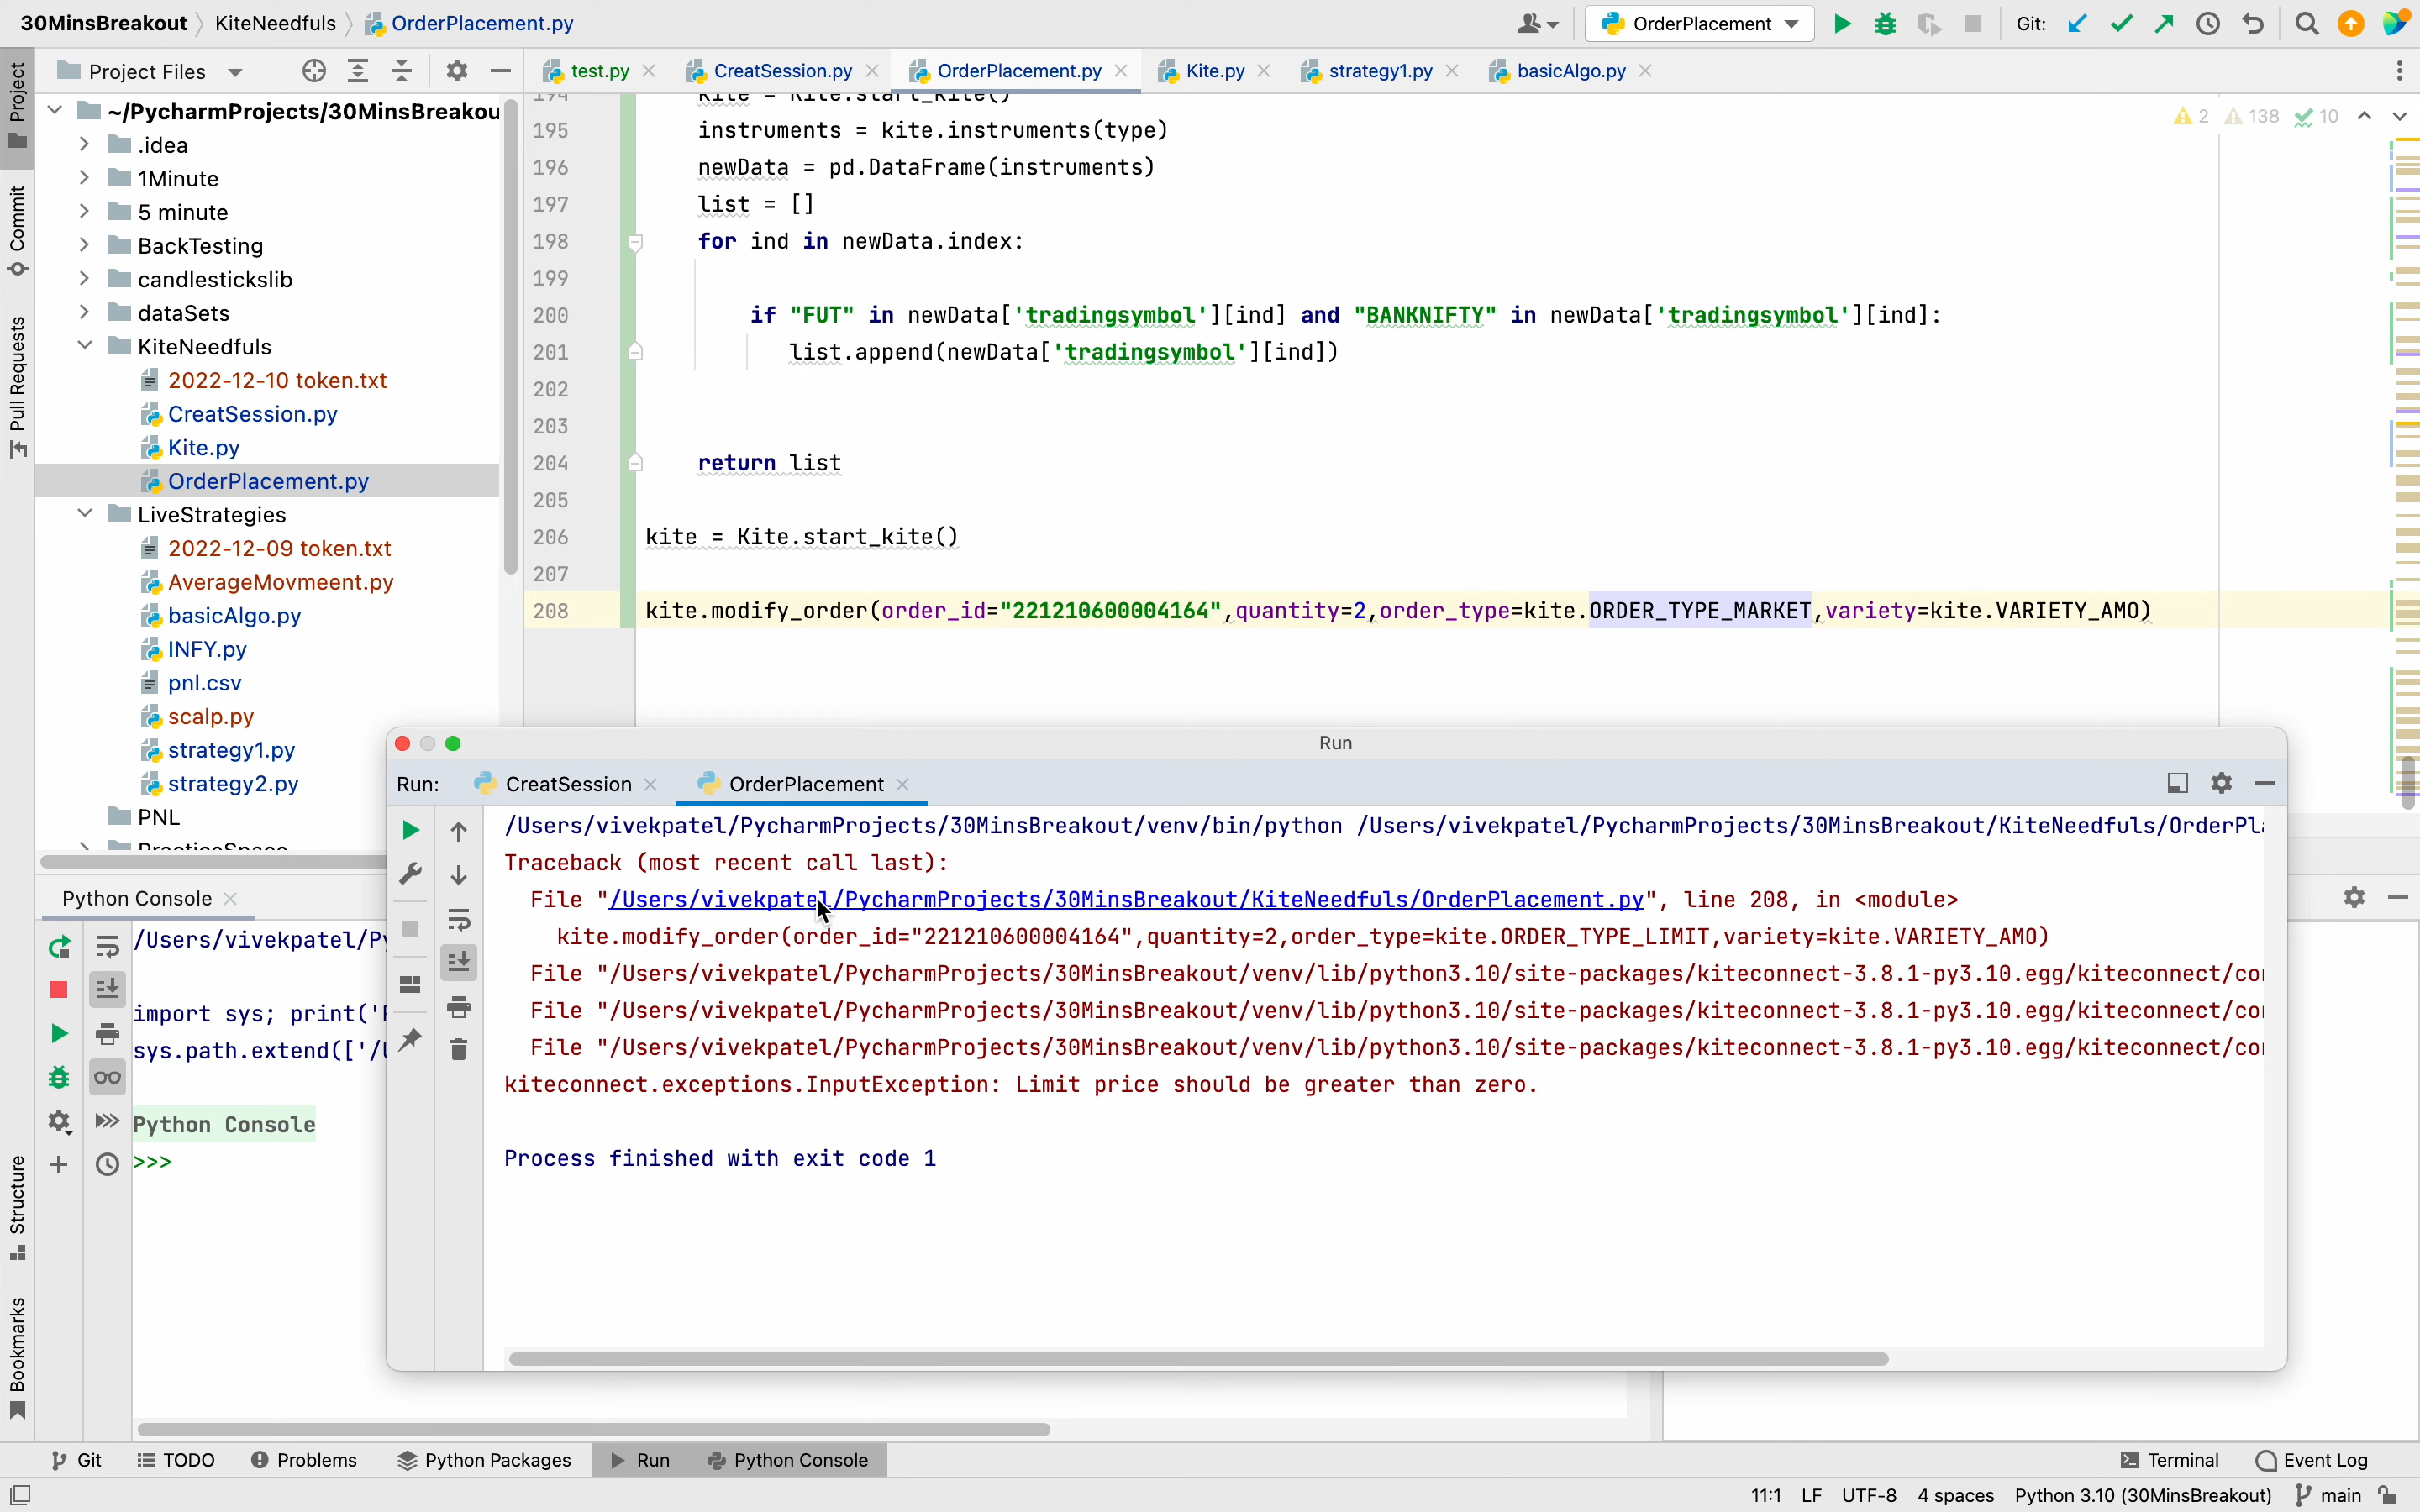 30MinsBreakout KiteNeedfuls OrderPlacement.py OrderPlacement Git:
Project Files
test.py CreatSession.py OrderPlacement.py Kite.py strategy1.py basicAlgo.py
Project
Commit
Pull Requests
Structure
Bookmarks
~/PycharmProjects/30MinsBreakou
.idea
1Minute
5 minute
BackTesting
candlestickslib
dataSets
KiteNeedfuls
2022-12-10 token.txt
CreatSession.py
Kite.py
OrderPlacement.py
LiveStrategies
2022-12-09 token.txt
AverageMovmeent.py
basicAlgo.py
INFY.py
pnl.csv
scalp.py
strategy1.py
strategy2.py
PNL
PracticeSpace
2 138 10
194 kite = Kite.start_kite()
195 instruments = kite.instruments(type)
196 newData = pd.DataFrame(instruments)
197 list = []
198 for ind in newData.index:
199
200 if "FUT" in newData['tradingsymbol'][ind] and "BANKNIFTY" in newData['tradingsymbol'][ind]:
201 list.append(newData['tradingsymbol'][ind])
202
203
204 return list
205
206 kite = Kite.start_kite()
207
208 kite.modify_order(order_id="221210600004164",quantity=2,order_type=kite.ORDER_TYPE_MARKET,variety=kite.VARIETY_AMO)
Run
Run: CreatSession OrderPlacement
/Users/vivekpatel/PycharmProjects/30MinsBreakout/venv/bin/python /Users/vivekpatel/PycharmProjects/30MinsBreakout/KiteNeedfuls/OrderPl
Traceback (most recent call last):
File "/Users/vivekpatel/PycharmProjects/30MinsBreakout/KiteNeedfuls/OrderPlacement.py", line 208, in <module>
kite.modify_order(order_id="221210600004164",quantity=2,order_type=kite.ORDER_TYPE_LIMIT,variety=kite.VARIETY_AMO)
File "/Users/vivekpatel/PycharmProjects/30MinsBreakout/venv/lib/python3.10/site-packages/kiteconnect-3.8.1-py3.10.egg/kiteconnect/co
File "/Users/vivekpatel/PycharmProjects/30MinsBreakout/venv/lib/python3.10/site-packages/kiteconnect-3.8.1-py3.10.egg/kiteconnect/co
File "/Users/vivekpatel/PycharmProjects/30MinsBreakout/venv/lib/python3.10/site-packages/kiteconnect-3.8.1-py3.10.egg/kiteconnect/co
kiteconnect.exceptions.InputException: Limit price should be greater than zero.
Process finished with exit code 1
Python Console
/Users/vivekpatel/Py
import sys; print('
sys.path.extend(['/
Python Console
>>>
Git TODO Problems Python Packages Run Python Console Terminal Event Log
11:1 LF UTF-8 4 spaces Python 3.10 (30MinsBreakout) main